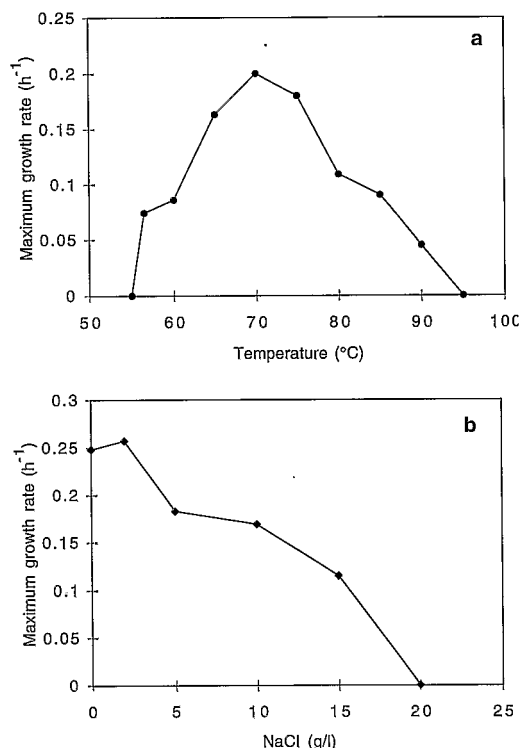 a
Maximum growth rate (h⁻¹)
0.25
0.2
0.15
0.1
0.05
0
50 60 70 80 90 100
Temperature (°C)
b
Maximum growth rate (h⁻¹)
0.3
0.25
0.2
0.15
0.1
0.05
0
0 5 10 15 20 25
NaCl (g/l)